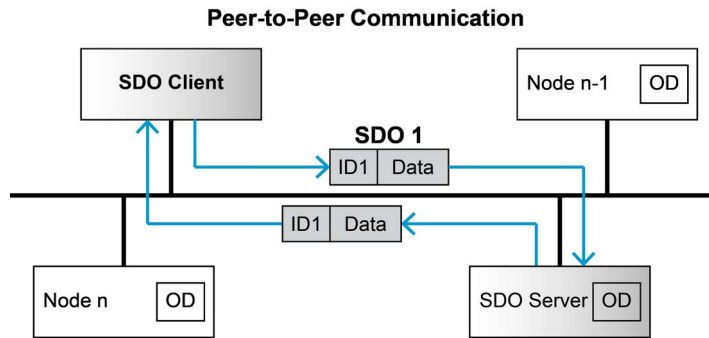 Peer-to-Peer Communication
SDO Client
Node n-1 OD
SDO 1
ID1 Data
ID1 Data
Node n OD
SDO Server OD